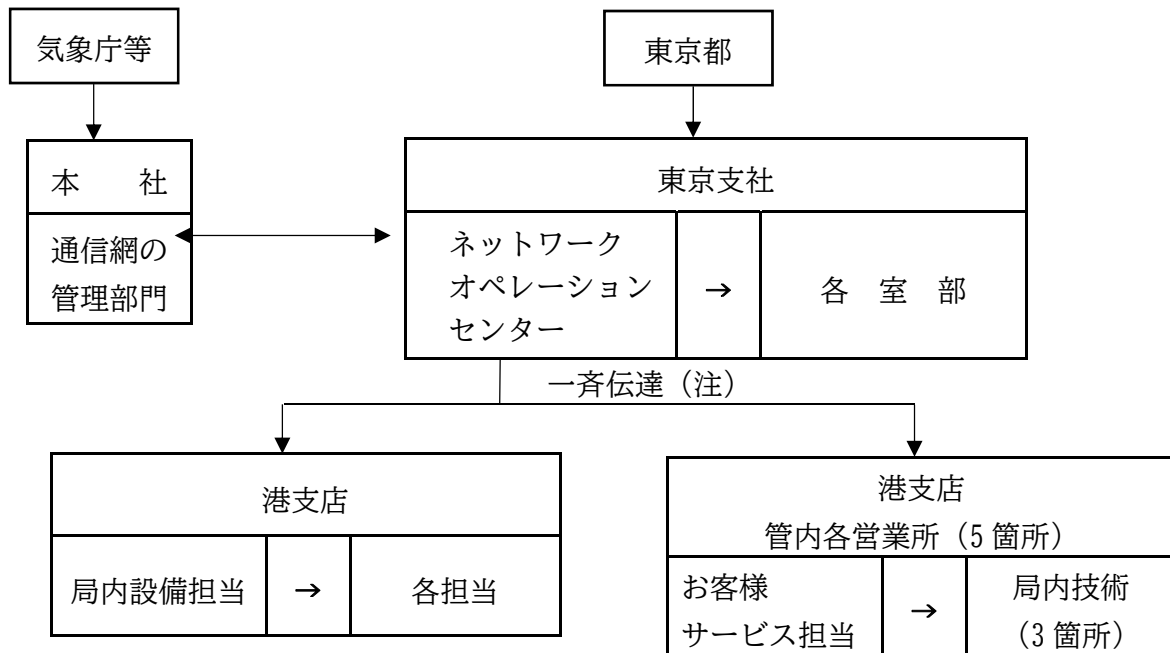 気象庁等
東京都
本　　社
通信網の
管理部門
東京支社
ネットワーク
オペレーション
センター
→
各　室　部
一斉伝達（注）
港支店
局内設備担当
→
各担当
港支店
管内各営業所（5 箇所）
お客様
サービス担当
→
局内技術
（3 箇所）